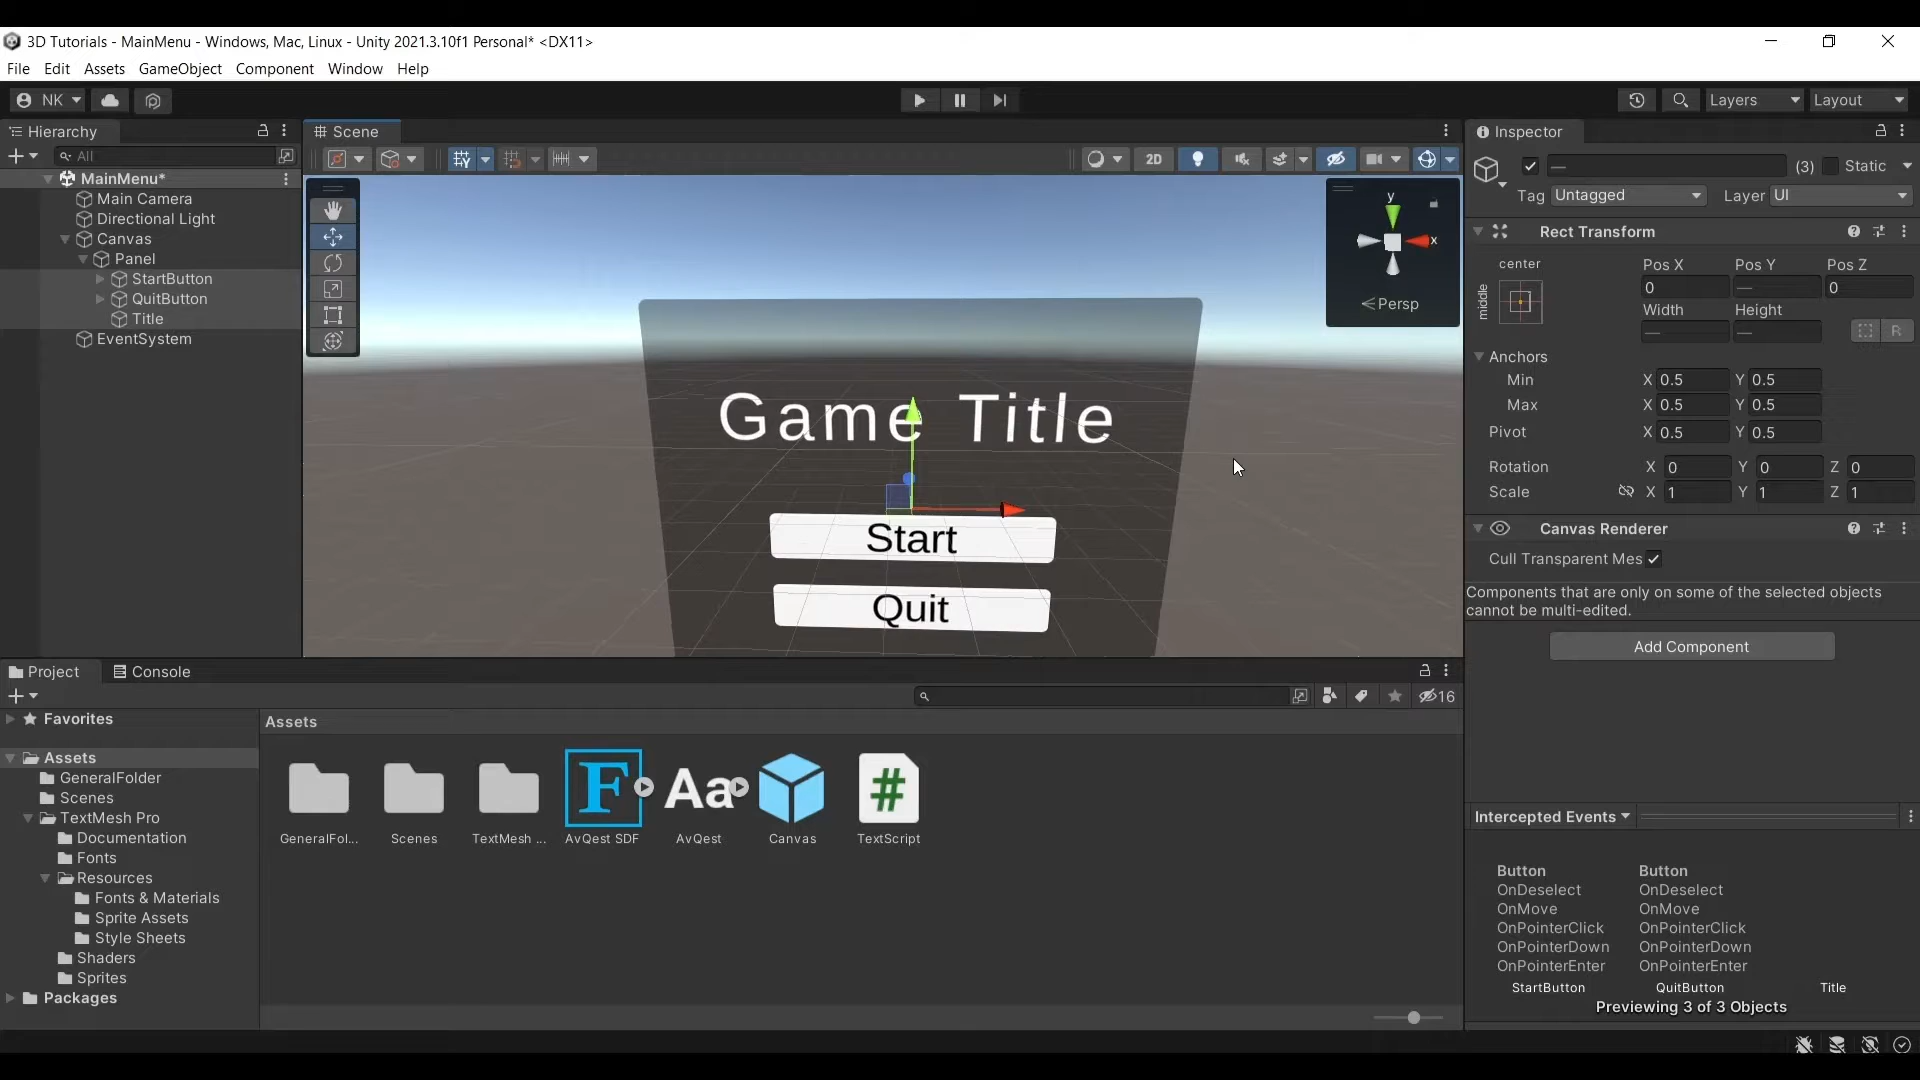 3D Tutorials - MainMenu - Windows, Mac, Linux - Unity 2021.3.10f1 Personal* <DX11>
File Edit Assets GameObject Component Window Help
NK Layers Layout
Hierarchy
All
MainMenu*
Main Camera
Directional Light
Canvas
Panel
StartButton
QuitButton
Title
EventSystem
# Scene
2D
y
x
Persp
Game Title
Start
Quit
Inspector
— (3) Static
Tag Untagged Layer UI
Rect Transform
center
middle
Pos X Pos Y Pos Z
0 — 0
Width Height
— — R
Anchors
Min X 0.5 Y 0.5
Max X 0.5 Y 0.5
Pivot X 0.5 Y 0.5
Rotation X 0 Y 0 Z 0
Scale X 1 Y 1 Z 1
Canvas Renderer
Cull Transparent Mes
Components that are only on some of the selected objects
cannot be multi-edited.
Add Component
Project Console
16
Favorites
Assets
GeneralFolder
Scenes
TextMesh Pro
Documentation
Fonts
Resources
Fonts & Materials
Sprite Assets
Style Sheets
Shaders
Sprites
Packages
Assets
F Aa #
GeneralFol... Scenes TextMesh ... AvQest SDF AvQest Canvas TextScript
Intercepted Events
Button Button
OnDeselect OnDeselect
OnMove OnMove
OnPointerClick OnPointerClick
OnPointerDown OnPointerDown
OnPointerEnter OnPointerEnter
StartButton QuitButton Title
Previewing 3 of 3 Objects